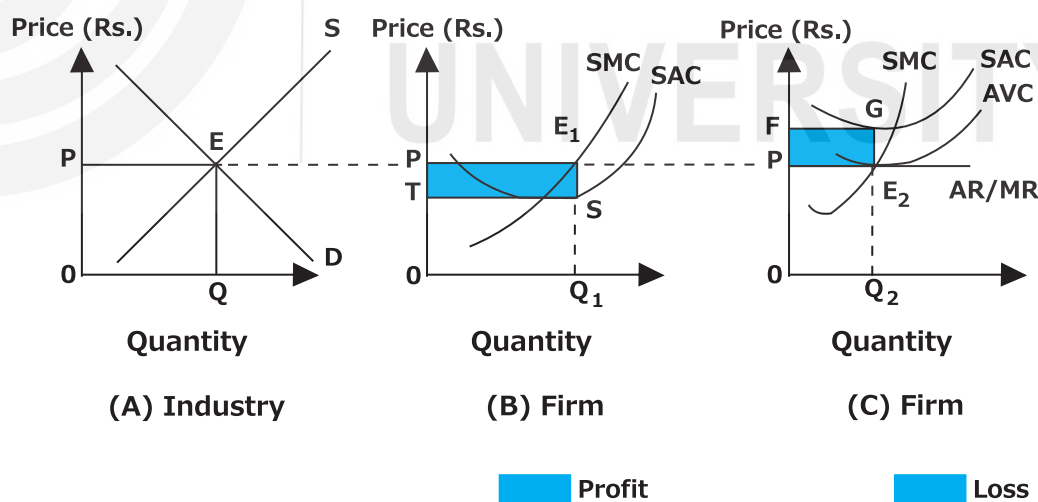 UNIVERSITY
Price (Rs.)
S
P
E
0
Q
D
Quantity
(A) Industry
Price (Rs.)
SMC
SAC
E1
P
T
S
0
Q1
Quantity
(B) Firm
Price (Rs.)
SMC
SAC
AVC
G
F
P
E2
AR/MR
0
Q2
Quantity
(C) Firm
Profit
Loss